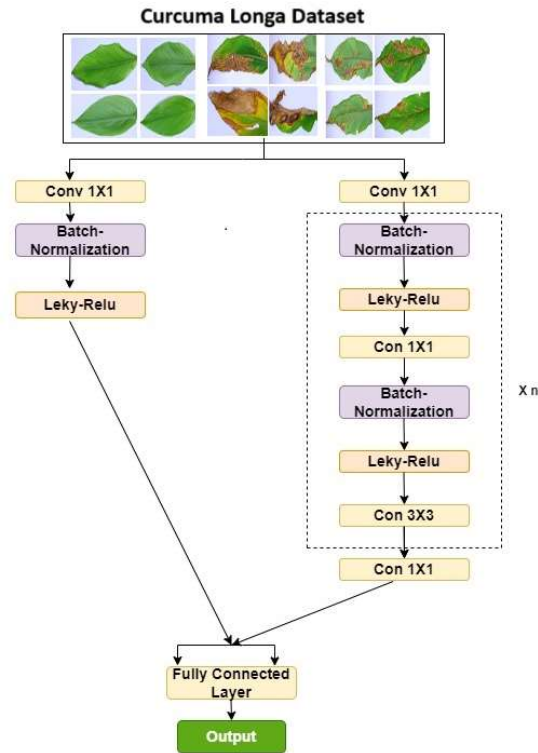 Curcuma Longa Dataset
Conv 1X1
Batch-
Normalization
Leky-Relu
Conv 1X1
Batch-
Normalization
Leky-Relu
Con 1X1
Batch-
Normalization
Leky-Relu
Con 3X3
X n
Con 1X1
Fully Connected
Layer
Output